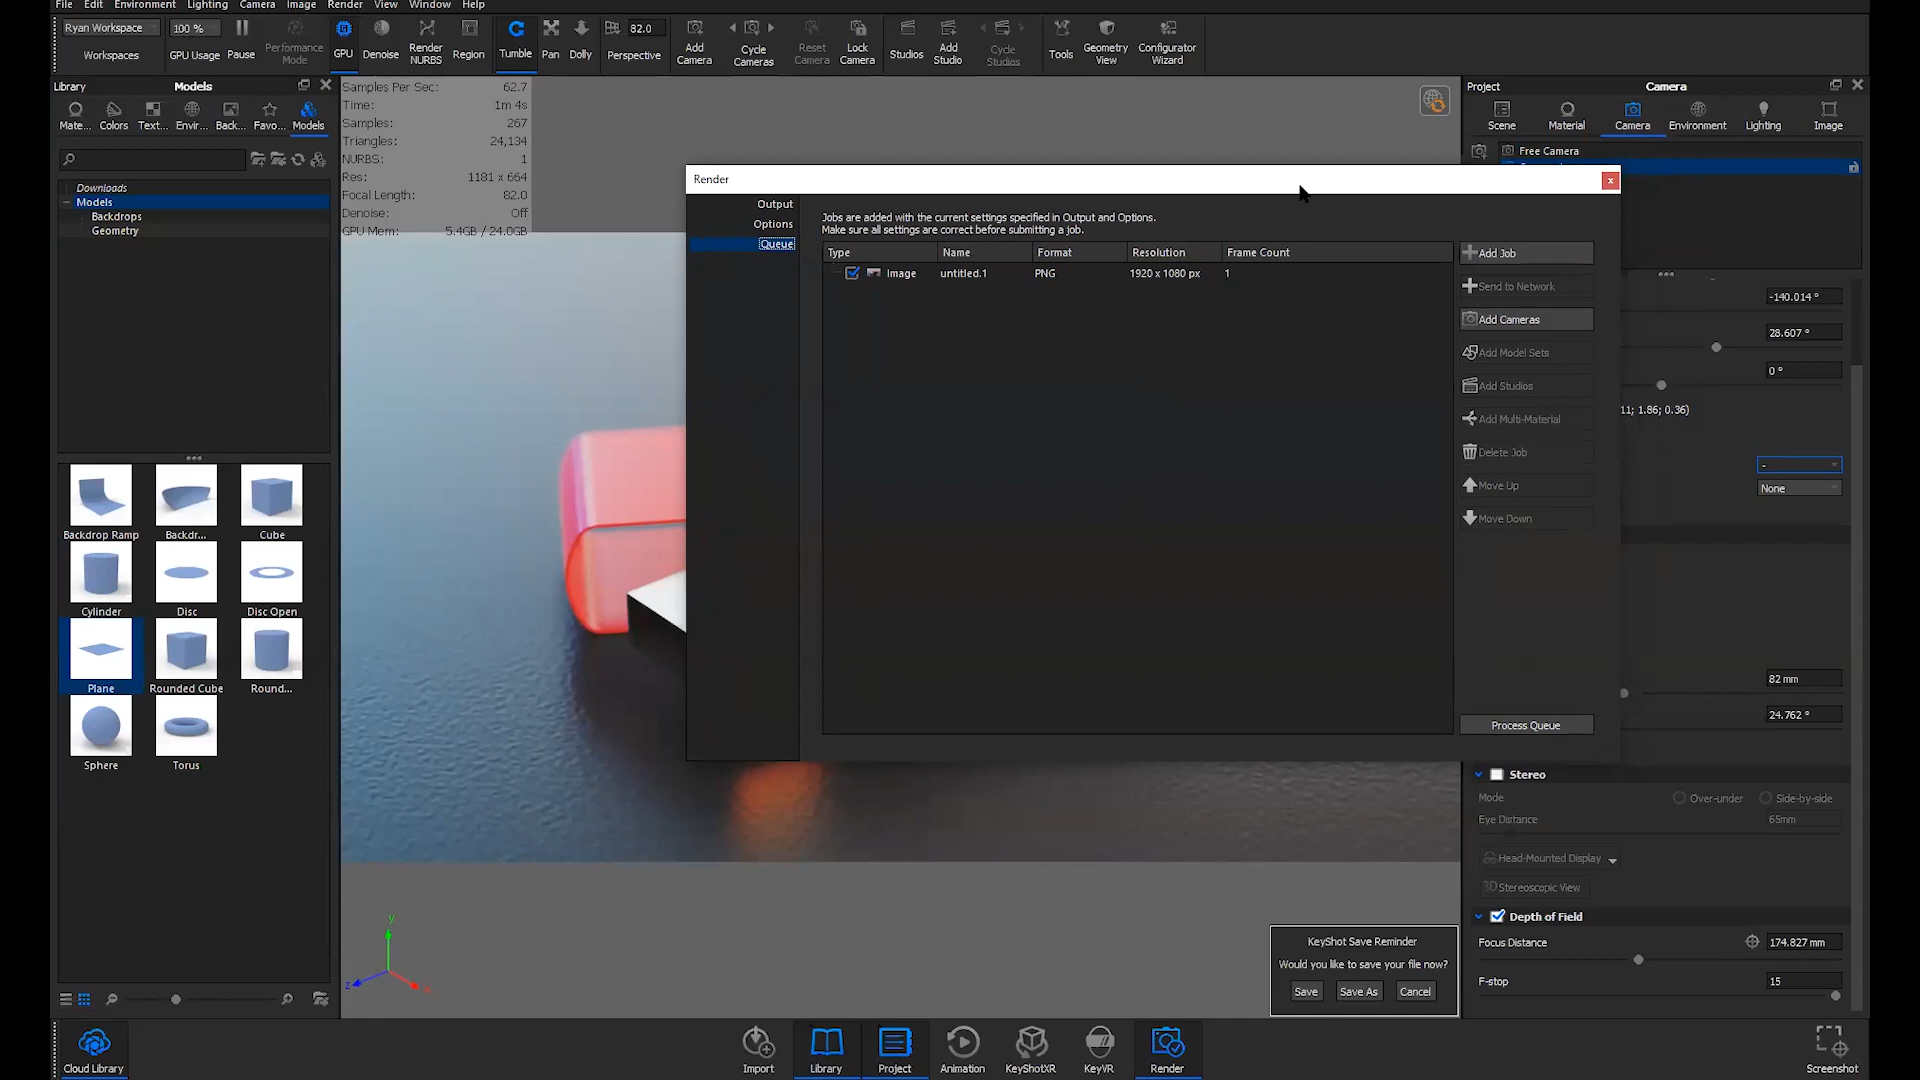 File Edit Environment Lighting Camera Image Render View Window Help
Ryan Workspace 100 % 82.0
Workspaces GPU Usage Pause Performance Mode GPU Denoise Render NURBS Region Tumble Pan Dolly Perspective Add Camera Cycle Cameras Reset Camera Lock Camera Studios Add Studio Cycle Studios Tools Geometry View Configurator Wizard
Library Models
Mate... Colors Text... Envir... Back... Favo... Models
Downloads
Models
Backdrops
Geometry
Backdrop Ramp Backdr... Cube
Cylinder Disc Disc Open
Plane Rounded Cube Round...
Sphere Torus
Samples Per Sec: 62.7
Time: 1m 4s
Samples: 267
Triangles: 24,134
NURBS: 1
Res: 1181 x 664
Focal Length: 82.0
Denoise: Off
GPU Mem: 5.4GB / 24.0GB
Render
x
Output
Options
Queue
Jobs are added with the current settings specified in Output and Options.
Make sure all settings are correct before submitting a job.
Type Name Format Resolution Frame Count
Image untitled.1 PNG 1920 x 1080 px 1
Add Job
Send to Network
Add Cameras
Add Model Sets
Add Studios
Add Multi-Material
Delete Job
Move Up
Move Down
Process Queue
y
z
KeyShot Save Reminder
Would you like to save your file now?
Save Save As Cancel
Project Camera
Scene Material Camera Environment Lighting Image
Free Camera
-140.014 °
28.607 °
0 °
11; 1.86; 0.36)
-
None
82 mm
24.762 °
Stereo
Mode Over-under Side-by-side
Eye Distance 65mm
Head-Mounted Display
3D Stereoscopic View
Depth of Field
Focus Distance 174.827 mm
F-stop 15
Cloud Library Import Library Project Animation KeyShotXR KeyVR Render Screenshot